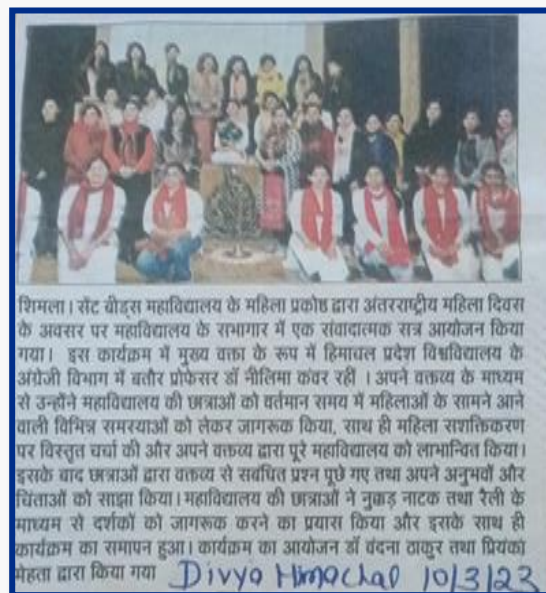 शिमला। सेंट बीड्स महाविद्यालय के महिला प्रकोष्ठ द्वारा अंतरराष्ट्रीय महिला दिवस
के अवसर पर महाविद्यालय के सभागार में एक संवादात्मक सत्र आयोजन किया
गया। इस कार्यक्रम में मुख्य वक्ता के रूप में हिमाचल प्रदेश विश्वविद्यालय के
अंग्रेजी विभाग में बतौर प्रोफेसर डॉ नीलिमा कंवर रहीं । अपने वक्तव्य के माध्यम
से उन्होंने महाविद्यालय की छात्राओं को वर्तमान समय में महिलाओं के सामने आने
वाली विभिन्न समस्याओं को लेकर जागरूक किया, साथ ही महिला सशक्तिकरण
पर विस्तृत चर्चा की और अपने वक्तव्य द्वारा पूरे महाविद्यालय को लाभान्वित किया।
इसके बाद छात्राओं द्वारा वक्तव्य से सबंधित प्रश्न पूछे गए तथा अपने अनुभवों और
चिंताओं को साझा किया। महाविद्यालय की छात्राओं ने नुकड़ नाटक तथा रैली के
माध्यम से दर्शकों को जागरूक करने का प्रयास किया और इसके साथ ही
कार्यक्रम का समापन हुआ। कार्यक्रम का आयोजन डॉ वंदना ठाकुर तथा प्रियंका
मेहता द्वारा किया गया Divya Himachal 10/3/23